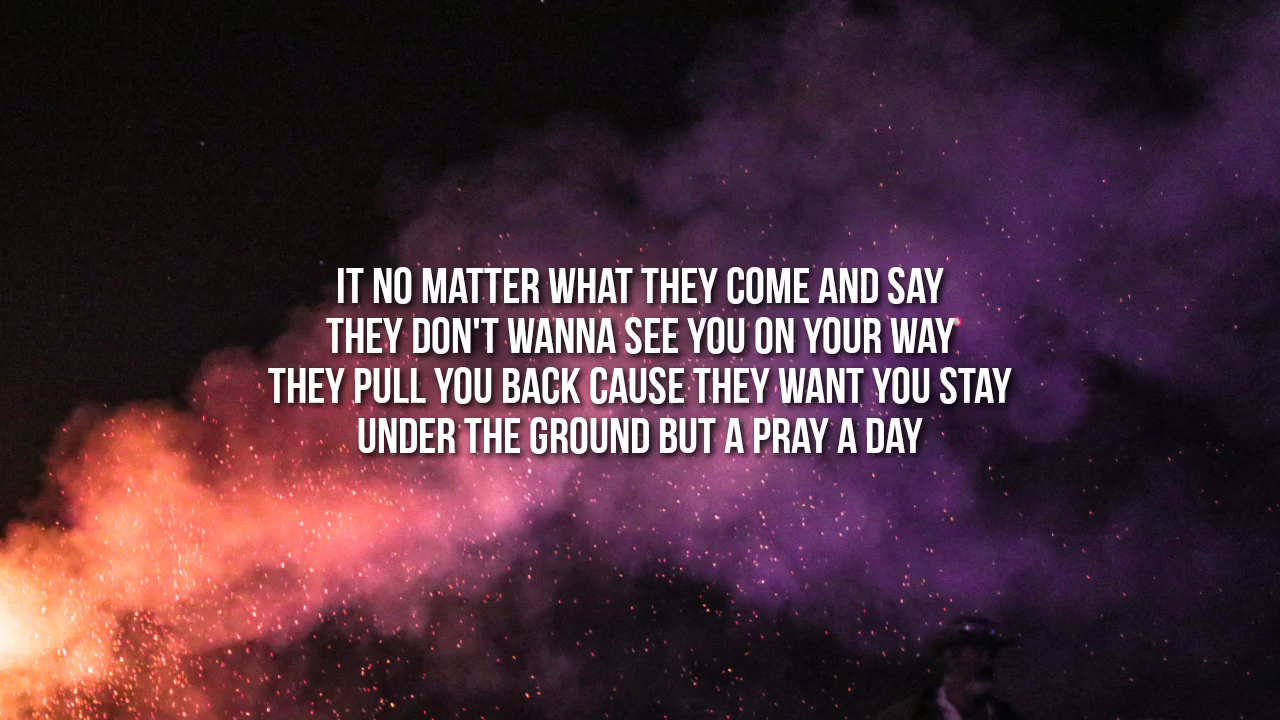 IT NO MATTER WHAT THEY COME AND SAY
THEY DON'T WANNA SEE YOU ON YOUR WAY
THEY PULL YOU BACK CAUSE THEY WANT YOU STAY
UNDER THE GROUND BUT A PRAY A DAY